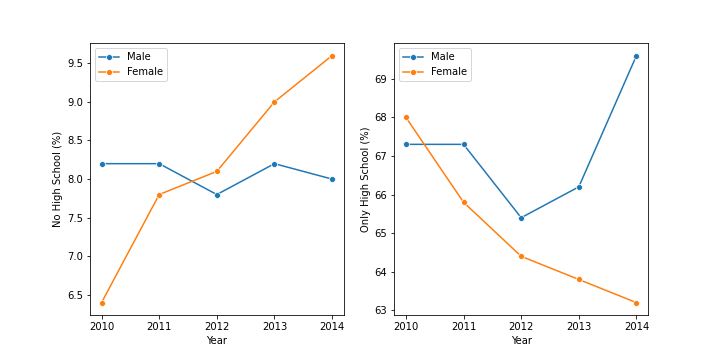 Male
Female
No High School (%)
9.5
9.0
8.5
8.0
7.5
7.0
6.5
2010 2011 2012 2013 2014
Year
Male
Female
Only High School (%)
69
68
67
66
65
64
63
2010 2011 2012 2013 2014
Year